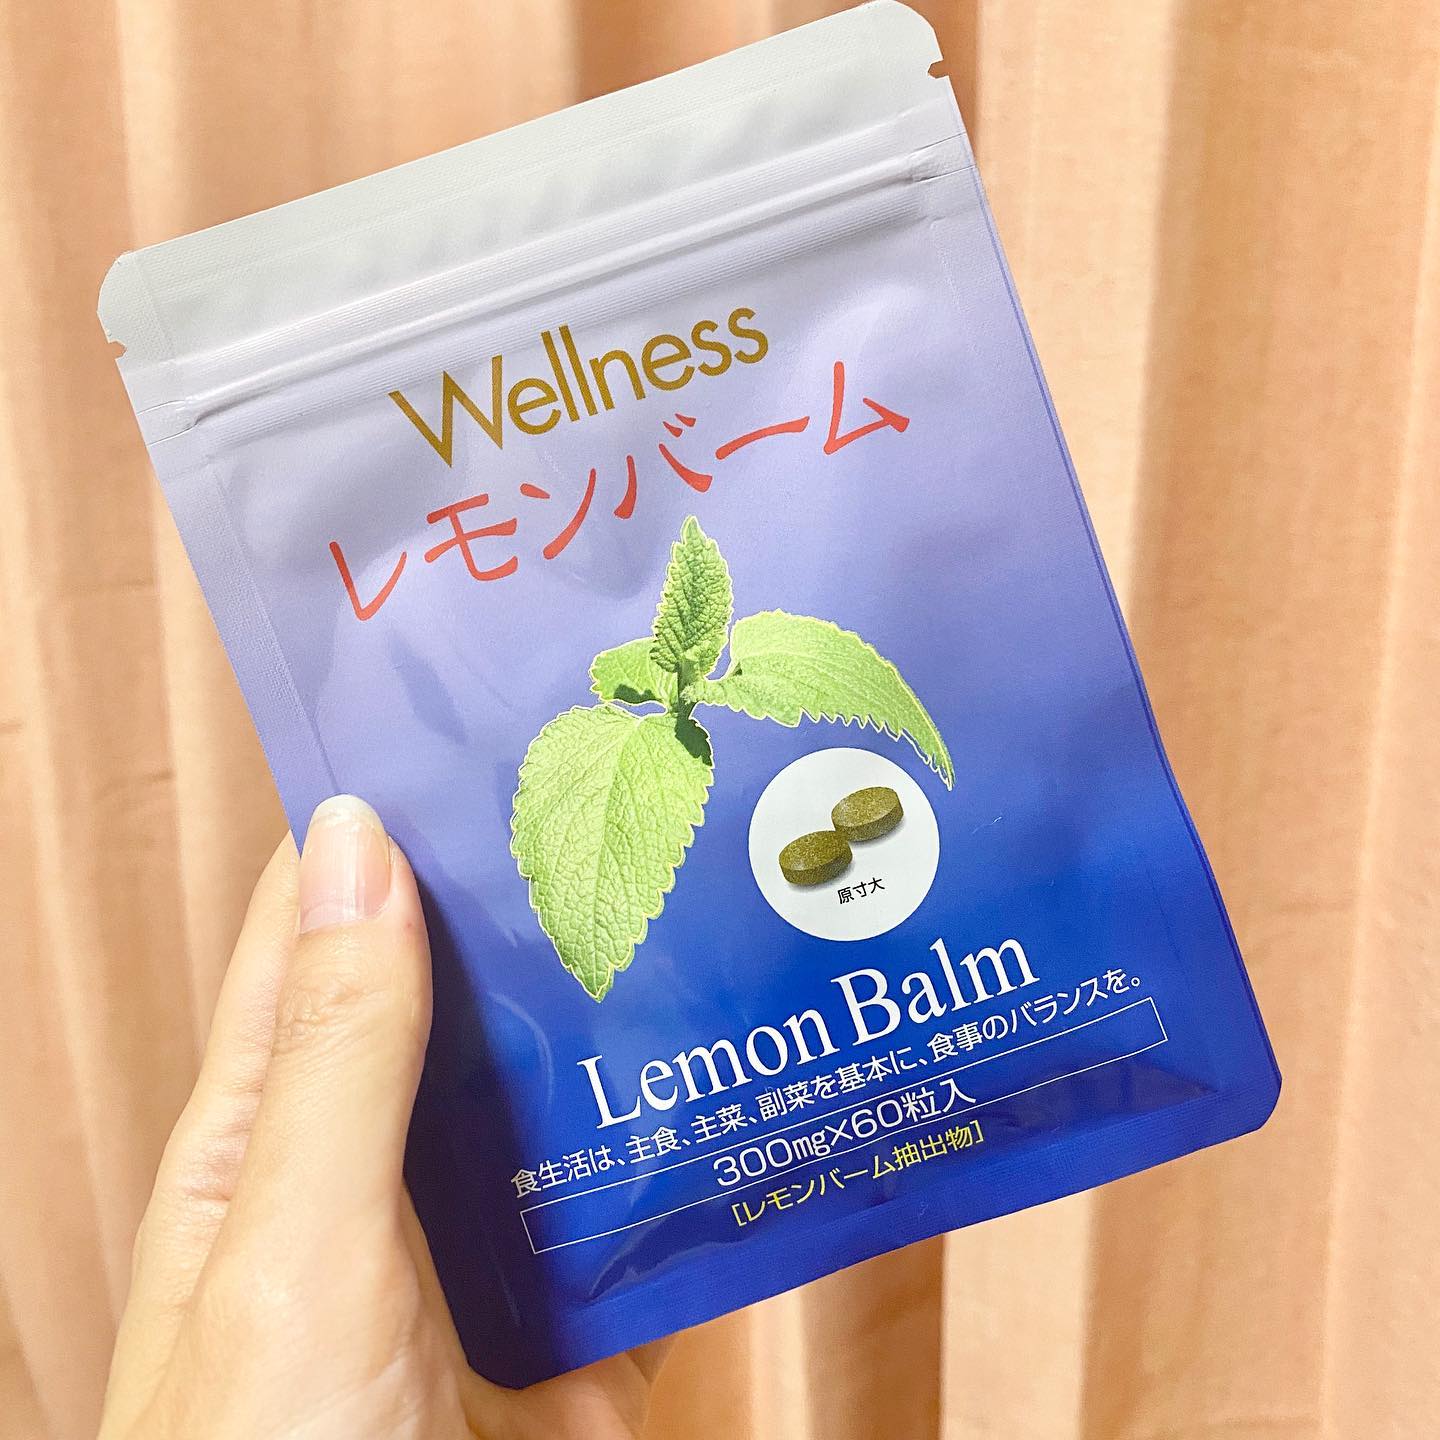 Wellness
レモンバーム
原寸大
Lemon Balm
食生活は、主食、主菜、副菜を基本に、食事のバランスを。
300mg×60粒入
[レモンバーム抽出物]